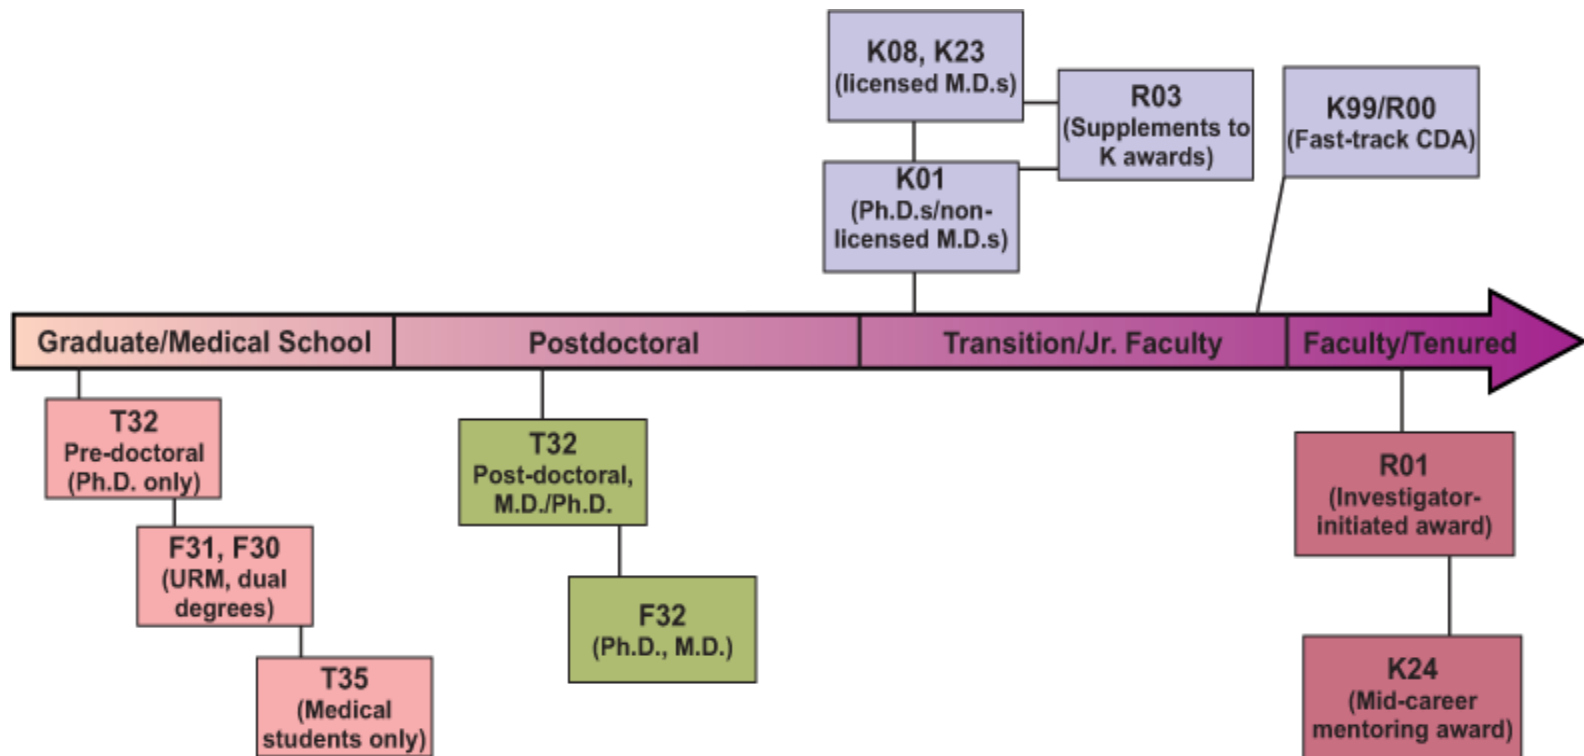 K08, K23
(licensed M.D.s)
R03
(Supplements to
K awards)
K99/R00
(Fast-track CDA)
K01
(Ph.D.s/non-
licensed M.D.s)
Graduate/Medical School
Postdoctoral
Transition/Jr. Faculty
Faculty/Tenured
T32
Pre-doctoral
(Ph.D. only)
F31, F30
(URM, dual
degrees)
T35
(Medical
students only)
T32
Post-doctoral,
M.D./Ph.D.
F32
(Ph.D., M.D.)
R01
(Investigator-
initiated award)
K24
(Mid-career
mentoring award)